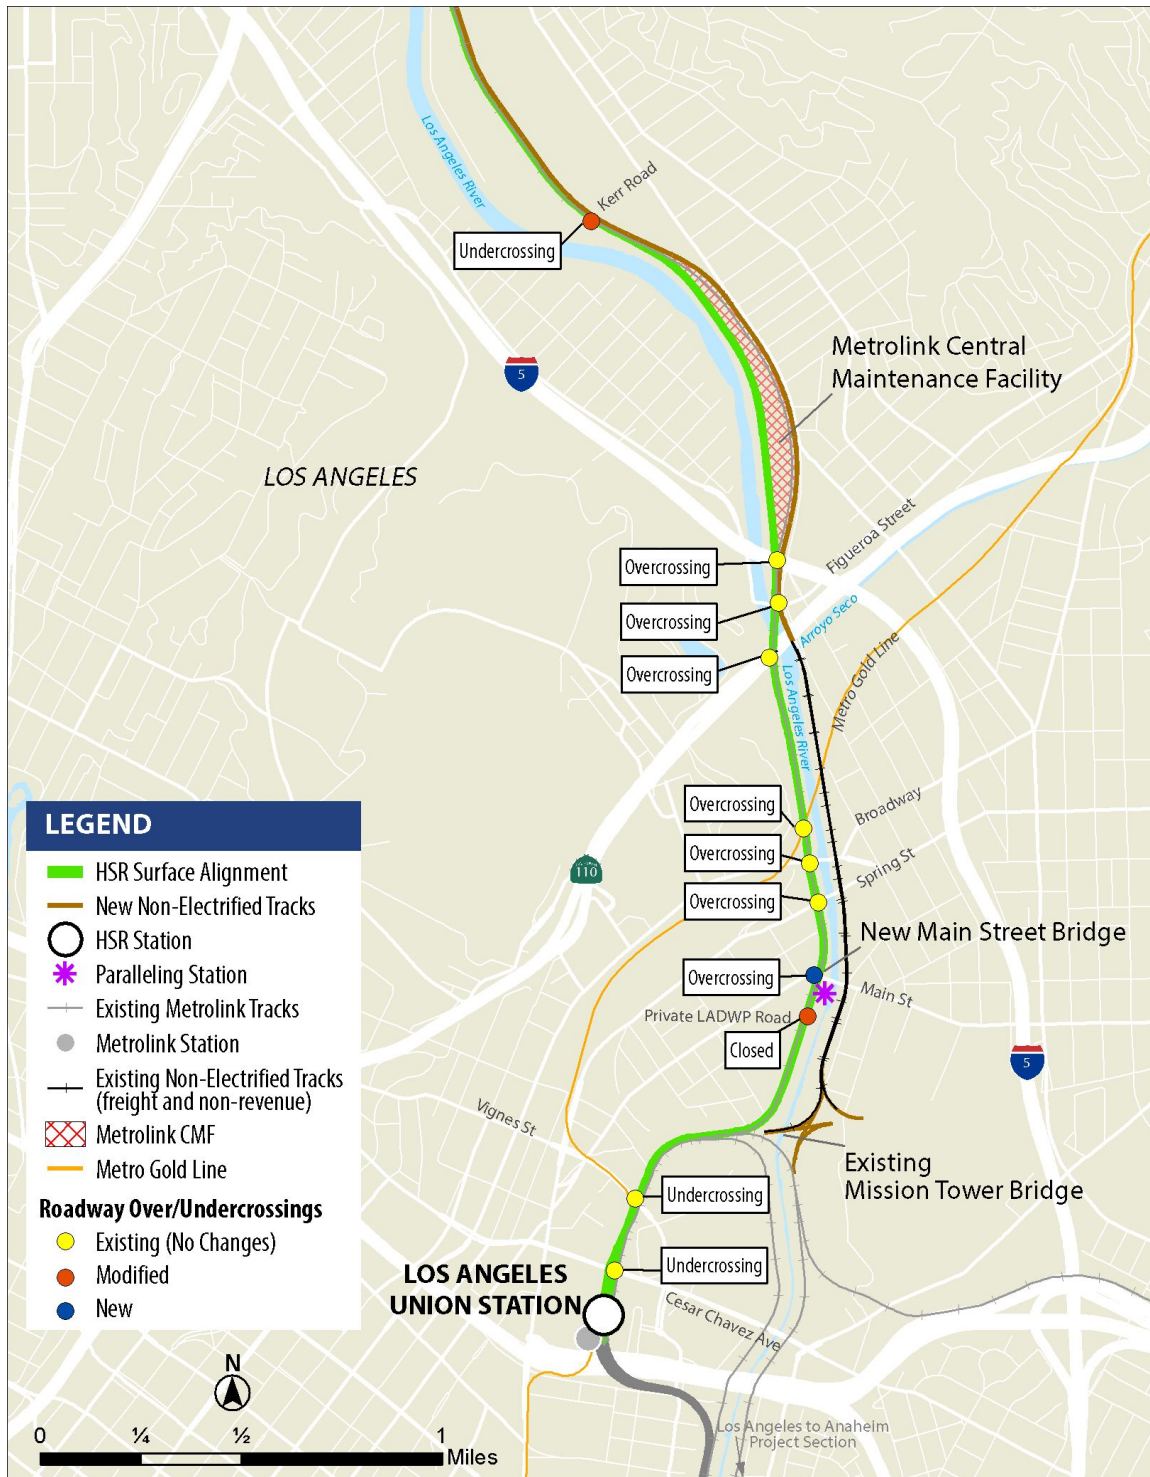 Los Angeles River
Kerr Road
Undercrossing
5
Metrolink Central
Maintenance Facility
LOS ANGELES
Figueroa Street
Overcrossing
Overcrossing
Arroyo Seco
Overcrossing
Metro Gold Line
Los Angeles River
Overcrossing
Broadway
Overcrossing
Spring St
110
Overcrossing
New Main Street Bridge
Overcrossing
Main St
Private LADWP Road
Closed
5
Vignes St
Existing
Mission Tower Bridge
Undercrossing
Undercrossing
LOS ANGELES
UNION STATION
Cesar Chavez Ave
Los Angeles to Anaheim
Project Section
LEGEND
HSR Surface Alignment
New Non-Electrified Tracks
HSR Station
Paralleling Station
Existing Metrolink Tracks
Metrolink Station
Existing Non-Electrified Tracks
(freight and non-revenue)
Metrolink CMF
Metro Gold Line
Roadway Over/Undercrossings
Existing (No Changes)
Modified
New
N
0 ¼ ½ 1
Miles